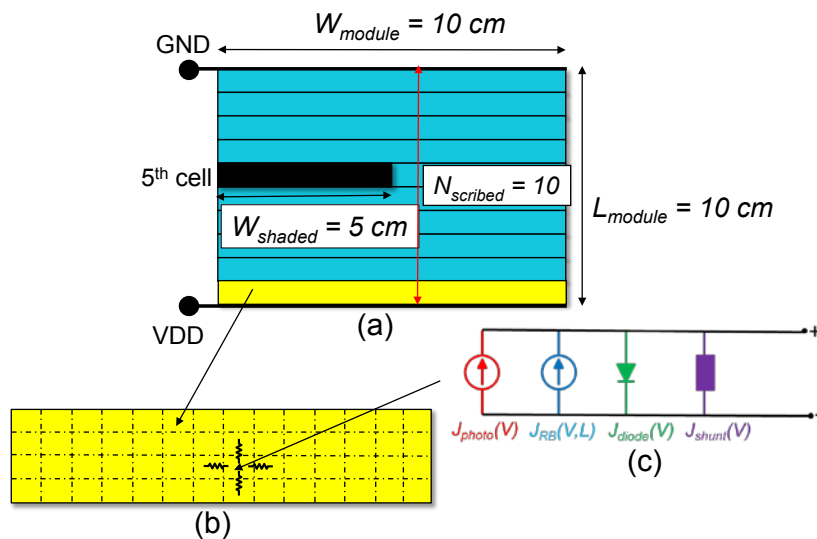 W_module = 10 cm
GND
5th cell
N_scribed = 10
L_module = 10 cm
W_shaded = 5 cm
VDD
(a)
+
J_photo(V) J_RB(V,L) J_diode(V) J_shunt(V)
(c)
(b)